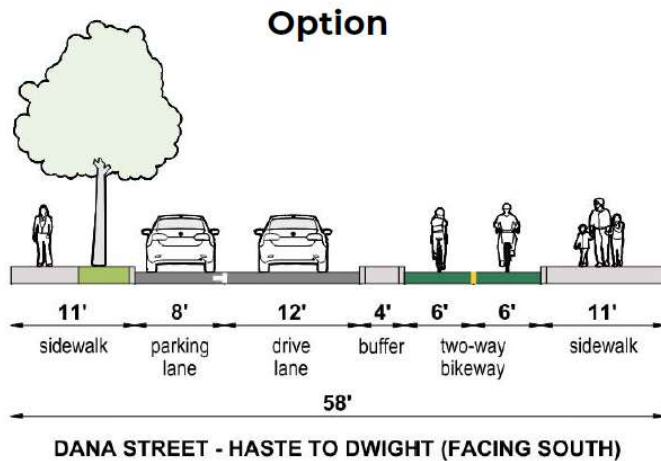 Option
11' 8' 12' 4' 6' 6' 11'
sidewalk parking lane drive lane buffer two-way bikeway sidewalk
58'
DANA STREET - HASTE TO DWIGHT (FACING SOUTH)